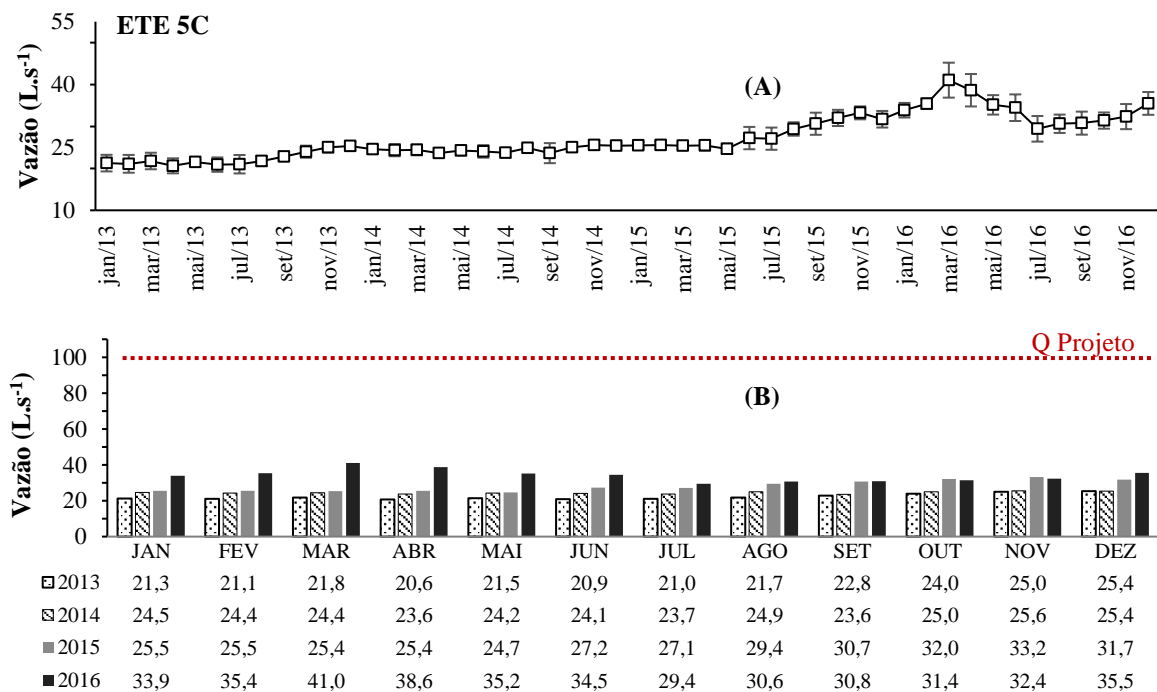 ETE 5C
(A)
Vazão (L.s⁻¹)
55
40
25
10
jan/13 mar/13 mai/13 jul/13 set/13 nov/13 jan/14 mar/14 mai/14 jul/14 set/14 nov/14 jan/15 mar/15 mai/15 jul/15 set/15 nov/15 jan/16 mar/16 mai/16 jul/16 set/16 nov/16
Q Projeto
(B)
Vazão (L.s⁻¹)
100
80
60
40
20
0
JAN FEV MAR ABR MAI JUN JUL AGO SET OUT NOV DEZ
2013 21,3 21,1 21,8 20,6 21,5 20,9 21,0 21,7 22,8 24,0 25,0 25,4
2014 24,5 24,4 24,4 23,6 24,2 24,1 23,7 24,9 23,6 25,0 25,6 25,4
2015 25,5 25,5 25,4 25,4 24,7 27,2 27,1 29,4 30,7 32,0 33,2 31,7
2016 33,9 35,4 41,0 38,6 35,2 34,5 29,4 30,6 30,8 31,4 32,4 35,5